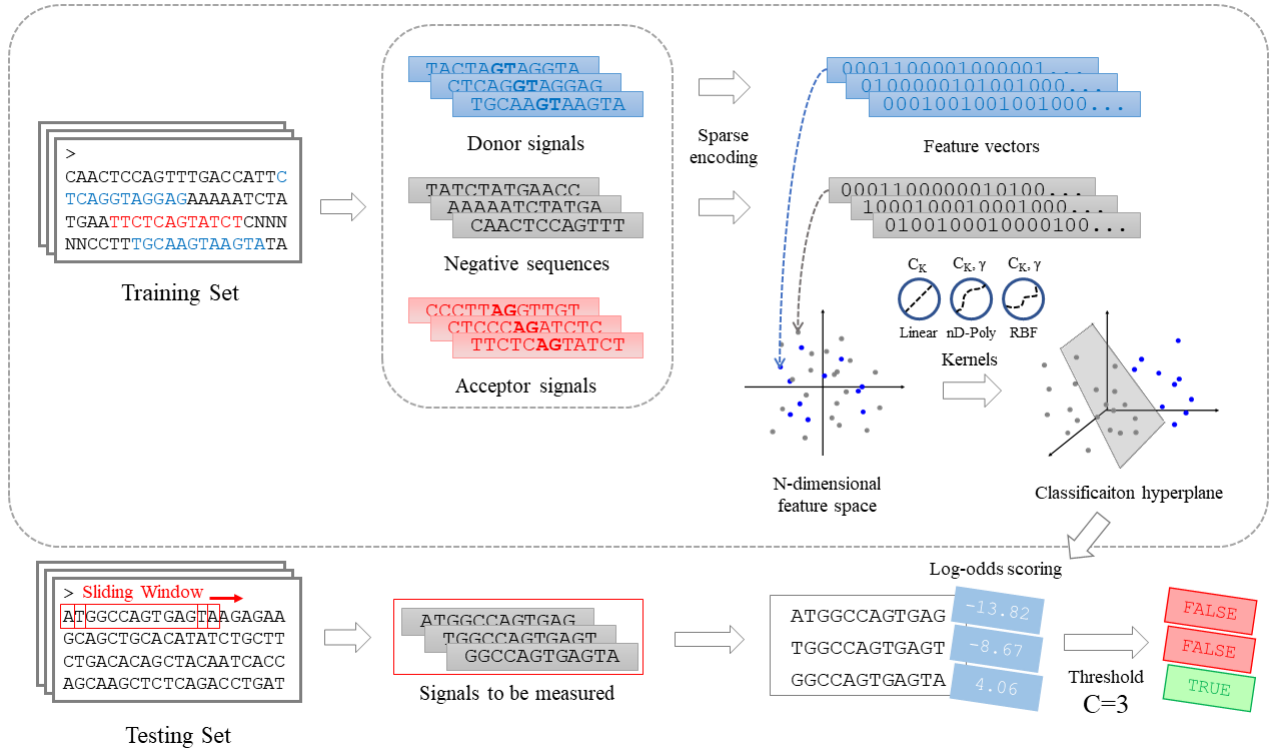 >
CAACTCCAGTTTGACCATTC
TCAGGTAGGAGAAAAATCTA
TGAATTCTCAGTATCTCNNN
NNCCTTTGCAAGTAAGTATA
Training Set
TACTAGTAGGTA
CTCAGGTAGGAG
TGCAAGTAAGTA
Donor signals
TATCTATGAACC
AAAAATCTATGA
CAACTCCAGTTT
Negative sequences
CCCTTAGGTTGT
CTCCCAGATCTC
TTCTCAGTATCT
Acceptor signals
Sparse
encoding
0001100001000001...
0100000101001000...
0001001001001000...
Feature vectors
0001100000010100...
1000100010001000...
0100100010000100...
CK CK, γ CK, γ
Linear nD-Poly RBF
Kernels
N-dimensional
feature space
Classificaiton hyperplane
> Sliding Window
ATGGCCAGTGAGTAAGAGAA
GCAGCTGCACATATCTGCTT
CTGACACAGCTACAATCACC
AGCAAGCTCTCAGACCTGAT
Testing Set
ATGGCCAGTGAG
TGGCCAGTGAGT
GGCCAGTGAGTA
Signals to be measured
Log-odds scoring
ATGGCCAGTGAG -13.82
TGGCCAGTGAGT -8.67
GGCCAGTGAGTA 4.06
Threshold
C=3
FALSE
FALSE
TRUE